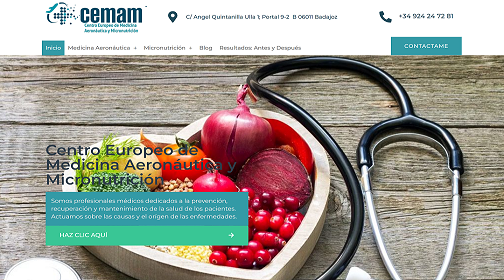 cemam
Centro Europeo de Medicina
Aeronáutica y Micronutrición
C/ Angel Quintanilla Ulla 1; Portal 9-2 B 06011 Badajoz
+34 924 24 72 81
Inicio
Medicina Aeronáutica +
Micronutrición +
Blog
Resultados: Antes y Después
CONTACTAME
Centro Europeo de
Medicina Aeronáutica y
Micronutrición
Somos profesionales médicos dedicados a la prevención,
recuperación y mantenimiento de la salud de los pacientes.
Actuamos sobre las causas y el origen de las enfermedades.
HAZ CLIC AQUÍ